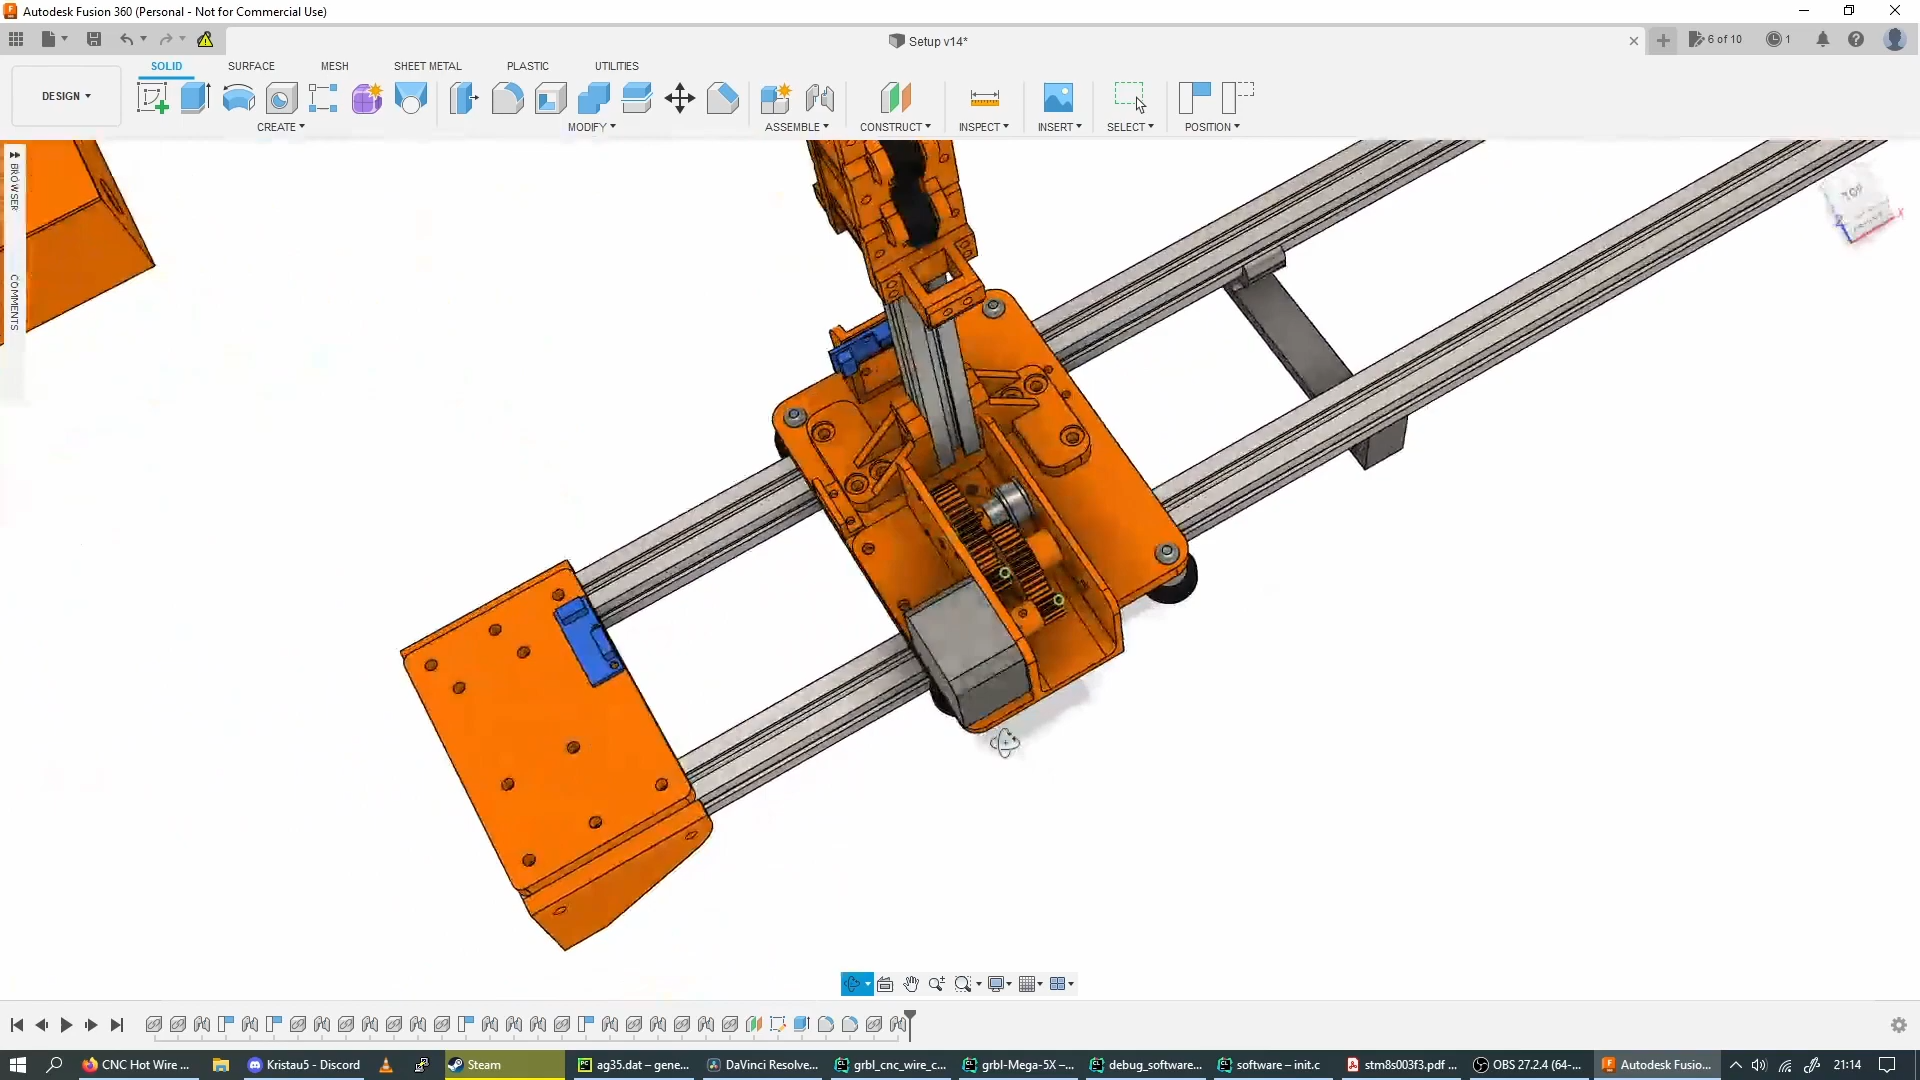 Autodesk Fusion 360 (Personal - Not for Commercial Use)
Setup v14*
6 of 10
1
SOLID
SURFACE
MESH
SHEET METAL
PLASTIC
UTILITIES
DESIGN
CREATE
MODIFY
ASSEMBLE
CONSTRUCT
INSPECT
INSERT
SELECT
POSITION
BROWSER
COMMENTS
TOP
CNC Hot Wire ...
Kristau5 - Discord
Steam
ag35.dat – gene...
DaVinci Resolve...
grbl_cnc_wire_c...
grbl-Mega-5X –...
debug_software...
software – init.c
stm8s003f3.pdf ...
OBS 27.2.4 (64-...
Autodesk Fusio...
21:14